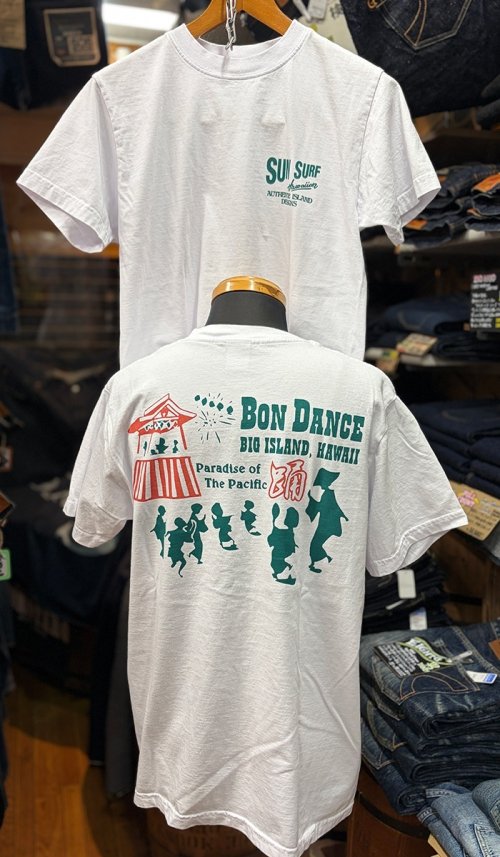 SUN SURF
Hawaiian
AUTHENTIC ISLAND
DESIGNS
BON DANCE
BIG ISLAND, HAWAII
Paradise of
The Pacific
踊